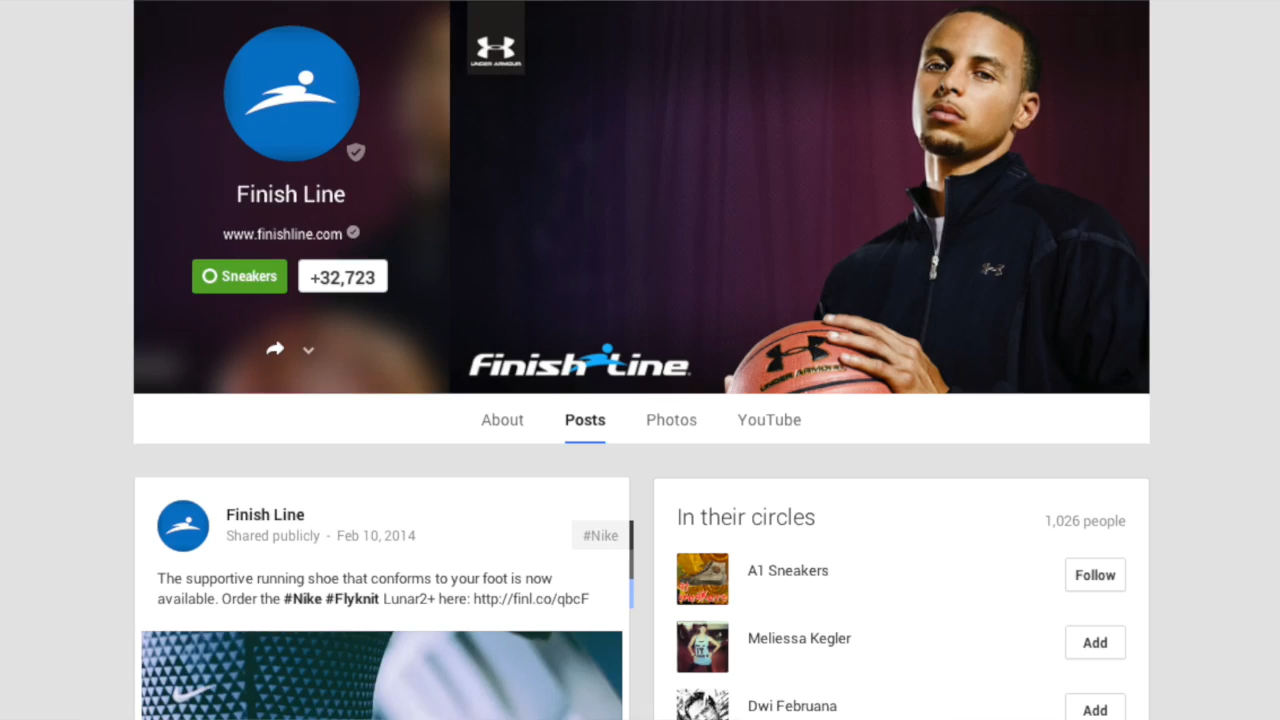 UNDER ARMOUR
Finish Line
www.finishline.com
Sneakers
+32,723
Finish Line
UNDER ARMOUR
About
Posts
Photos
YouTube
Finish Line
Shared publicly - Feb 10, 2014
#Nike
The supportive running shoe that conforms to your foot is now
available. Order the #Nike #Flyknit Lunar2+ here: http://finl.co/qbcF
In their circles
1,026 people
A1 Sneakers
Follow
Meliessa Kegler
Add
Dwi Februana
Add